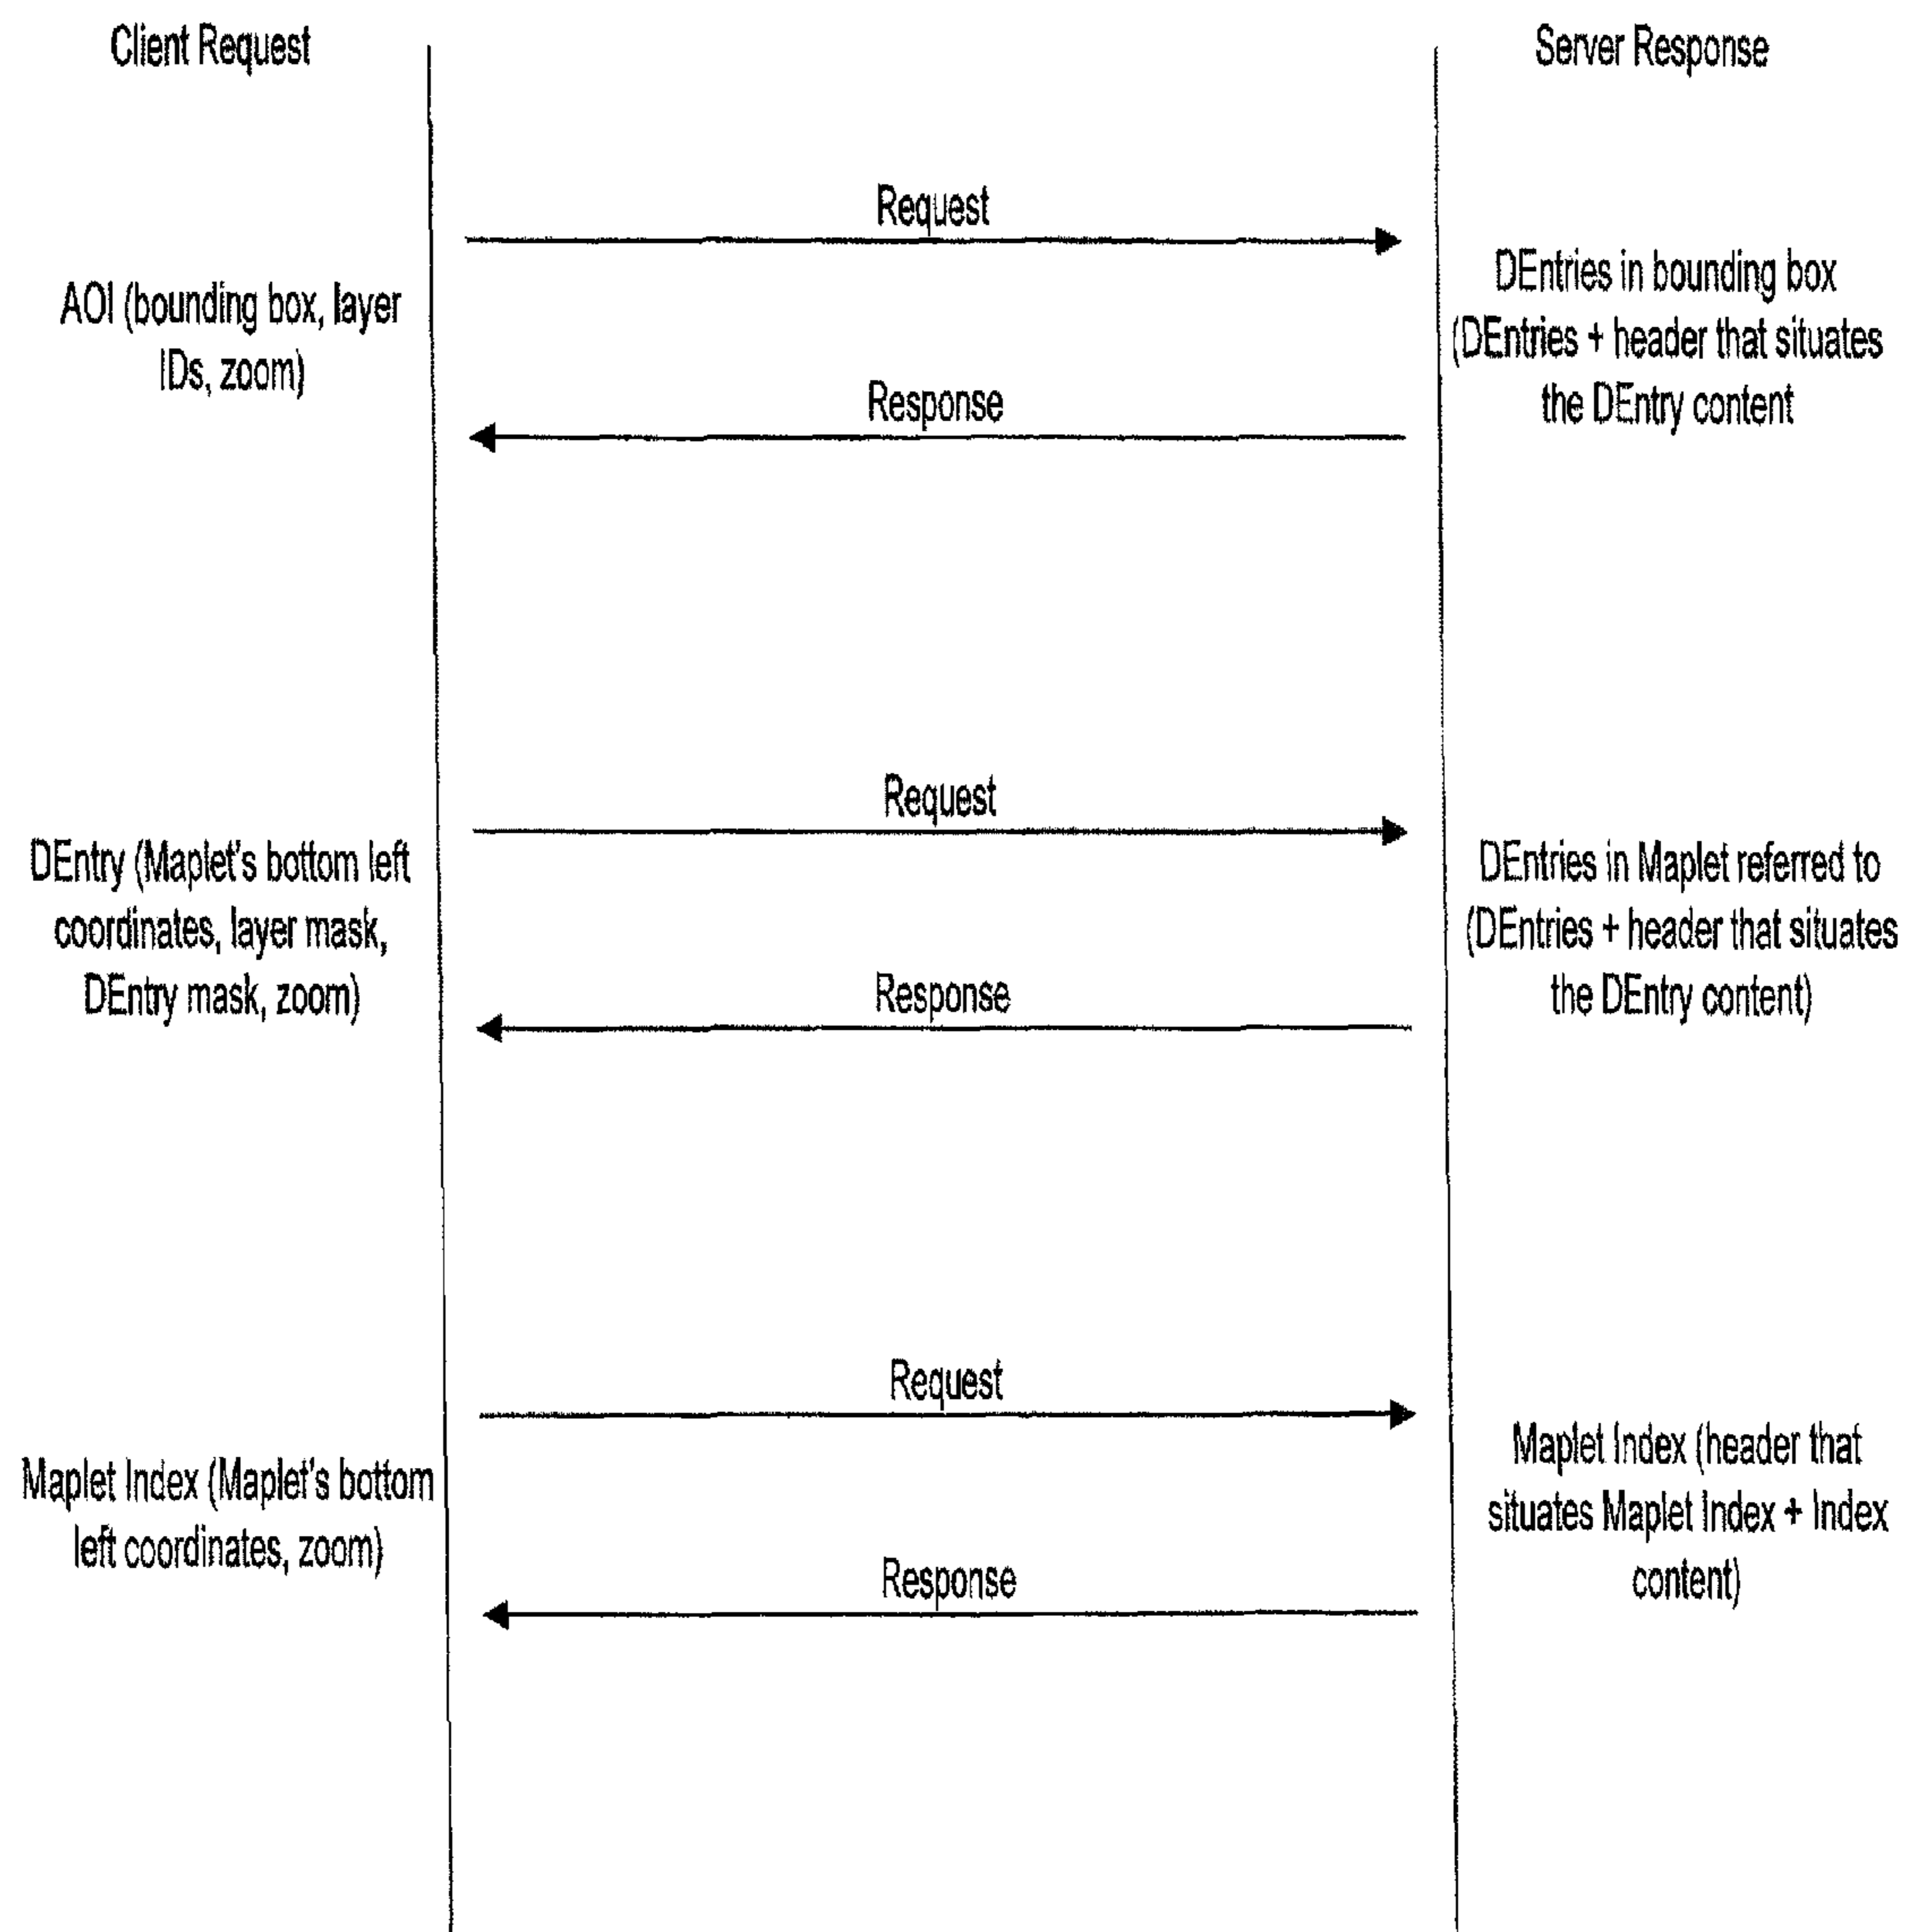 Client Request
Server Response
Request
AOI (bounding box, layer
IDs, zoom)
DEntries in bounding box
(DEntries + header that situates
the DEntry content
Response
Request
DEntry (Maplet's bottom left
coordinates, layer mask,
DEntry mask, zoom)
DEntries in Maplet referred to
(DEntries + header that situates
the DEntry content)
Response
Request
Maplet Index (Maplet's bottom
left coordinates, zoom)
Maplet Index (header that
situates Maplet Index + Index
content)
Response